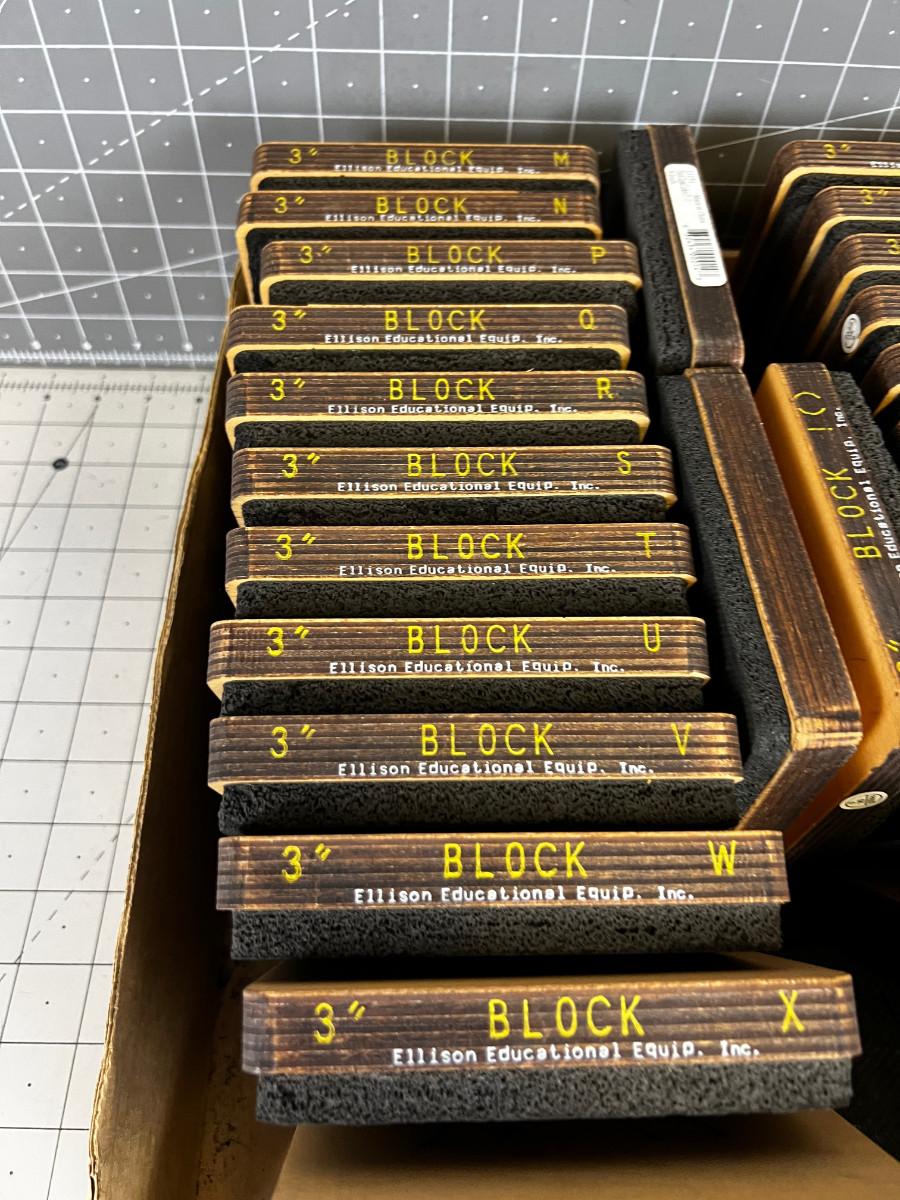 3" BLOCK M
Ellison Educational Equip. Inc.
3" BLOCK N
Ellison Educational Equip. Inc.
3" BLOCK P
Ellison Educational Equip. Inc.
3" BLOCK Q
Ellison Educational Equip. Inc.
3" BLOCK R
Ellison Educational Equip. Inc.
3" BLOCK S
Ellison Educational Equip. Inc.
3" BLOCK T
Ellison Educational Equip. Inc.
3" BLOCK U
Ellison Educational Equip. Inc.
3" BLOCK V
Ellison Educational Equip. Inc.
3" BLOCK W
Ellison Educational Equip. Inc.
3" BLOCK X
Ellison Educational Equip. Inc.
3"
3"
3
BLOCK !()
Educational Equip. Inc.